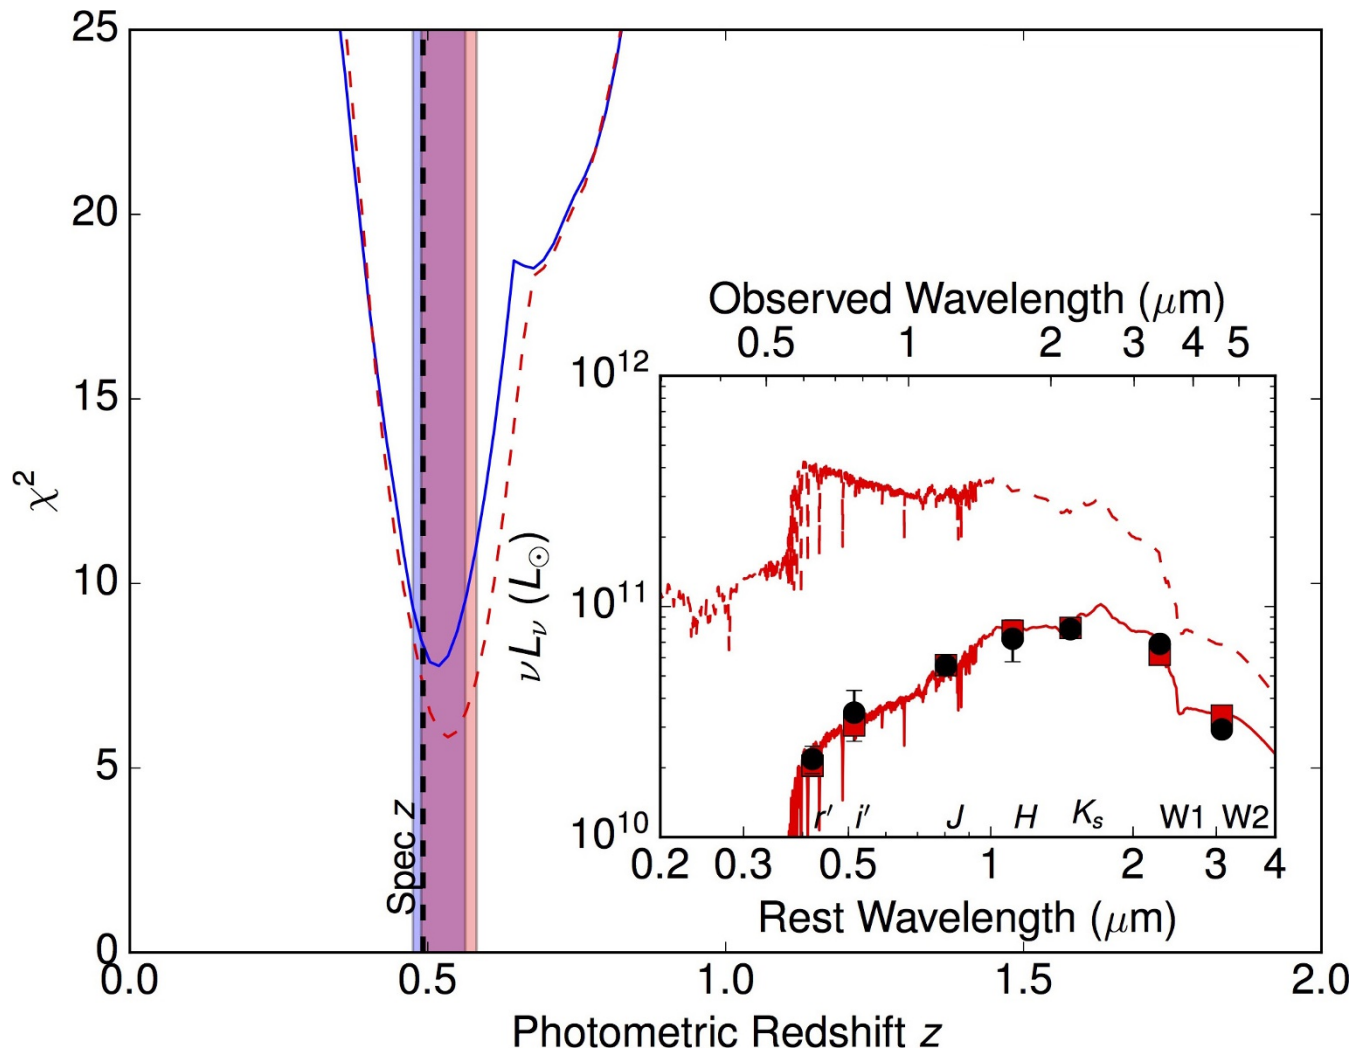 25
20
15
10
5
0
χ²
0.0 0.5 1.0 1.5 2.0
Photometric Redshift z
Spec z
Observed Wavelength (μm)
0.5 1 2 3 4 5
10¹²
10¹¹
10¹⁰
νLν (L⊙)
r′ i′ J H Ks W1 W2
0.2 0.3 0.5 1 2 3 4
Rest Wavelength (μm)